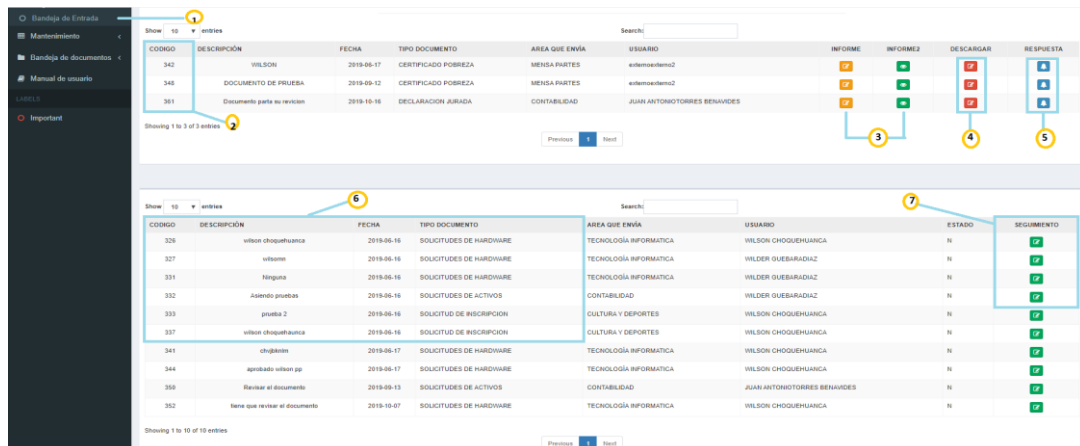 Bandeja de Entrada
Mantenimiento
Bandeja de documentos
Manual de usuario
LABELS
Important
1
Show 10 entries Search:
CODIGO DESCRIPCIÓN FECHA TIPO DOCUMENTO AREA QUE ENVÍA USUARIO INFORME INFORME2 DESCARGAR RESPUESTA
342 WILSON 2019-06-17 CERTIFICADO POBREZA MENSA PARTES externoexterno2
348 DOCUMENTO DE PRUEBA 2019-09-12 CERTIFICADO POBREZA MENSA PARTES externoexterno2
361 Documento parta su revicion 2019-10-16 DECLARACION JURADA CONTABILIDAD JUAN ANTONIOTORRES BENAVIDES
Showing 1 to 3 of 3 entries
2
3
4
5
Previous 1 Next
6
7
Show 10 entries Search:
CODIGO DESCRIPCIÓN FECHA TIPO DOCUMENTO AREA QUE ENVÍA USUARIO ESTADO SEGUIMIENTO
326 wilson choquehuanca 2019-06-16 SOLICITUDES DE HARDWARE TECNOLOGÍA INFORMATICA WILSON CHOQUEHUANCA N
327 wilsomn 2019-06-16 SOLICITUDES DE HARDWARE TECNOLOGÍA INFORMATICA WILDER GUEBARADIAZ N
331 Ninguna 2019-06-16 SOLICITUDES DE HARDWARE TECNOLOGÍA INFORMATICA WILDER GUEBARADIAZ N
332 Asiendo pruebas 2019-06-16 SOLICITUDES DE ACTIVOS CONTABILIDAD WILDER GUEBARADIAZ N
333 prueba 2 2019-06-16 SOLICITUD DE INSCRIPCION CULTURA Y DEPORTES WILSON CHOQUEHUANCA N
337 wilson choquehaunca 2019-06-16 SOLICITUD DE INSCRIPCION CULTURA Y DEPORTES WILSON CHOQUEHUANCA N
341 2019-06-17 SOLICITUDES DE HARDWARE TECNOLOGÍA INFORMATICA WILSON CHOQUEHUANCA N
344 aprobado wilson pp 2019-06-17 SOLICITUDES DE HARDWARE TECNOLOGÍA INFORMATICA WILSON CHOQUEHUANCA N
350 Revisar el documento 2019-09-13 SOLICITUDES DE ACTIVOS CONTABILIDAD JUAN ANTONIOTORRES BENAVIDES N
352 tiene que revisar el documento 2019-10-07 SOLICITUDES DE HARDWARE TECNOLOGÍA INFORMATICA WILSON CHOQUEHUANCA N
Showing 1 to 10 of 10 entries
Previous 1 Next